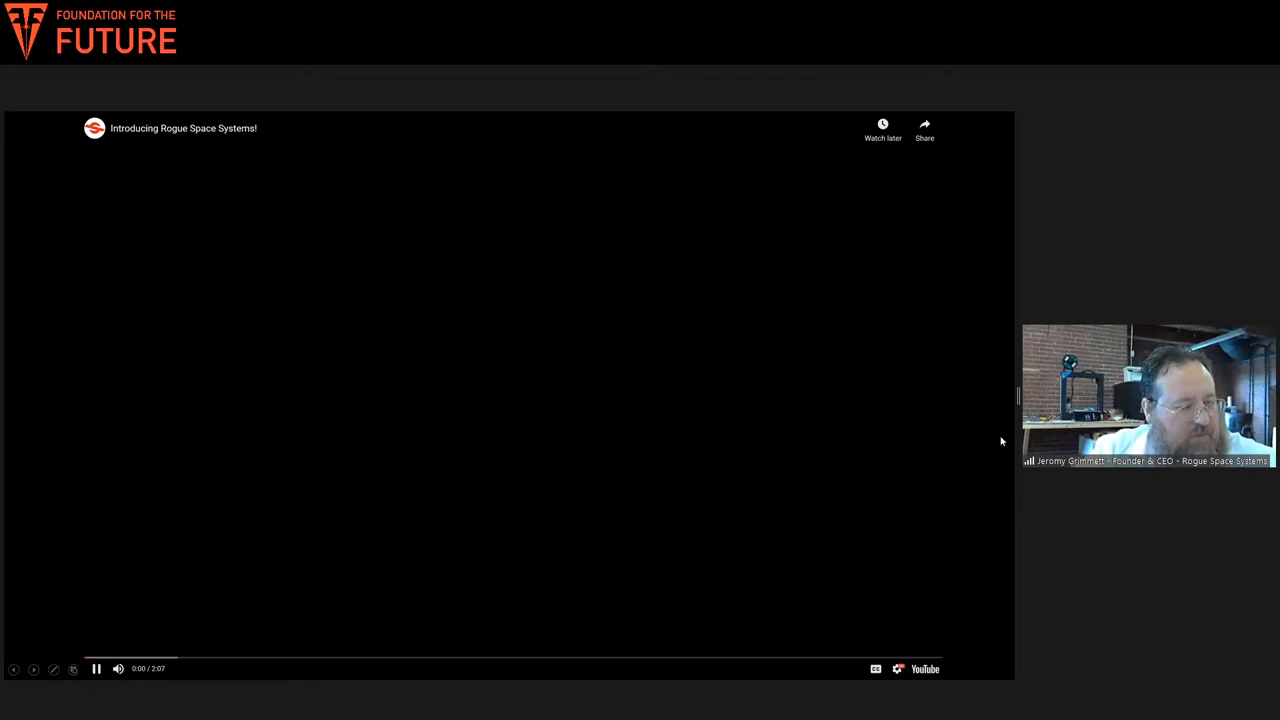 FOUNDATION FOR THE
FUTURE
Introducing Rogue Space Systems!
Watch later
Share
Jeromy Grimmett - Founder & CEO - Rogue Space Systems
0:00 / 2:07
CC
YouTube